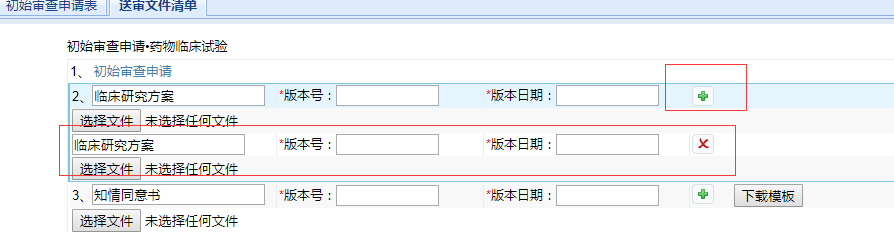 初始审查申请表 送审文件清单
初始审查申请•药物临床试验
1、 初始审查申请
2、临床研究方案 *版本号： *版本日期：
选择文件 未选择任何文件
临床研究方案 *版本号： *版本日期：
选择文件 未选择任何文件
3、知情同意书 *版本号： *版本日期： 下载模板
选择文件 未选择任何文件